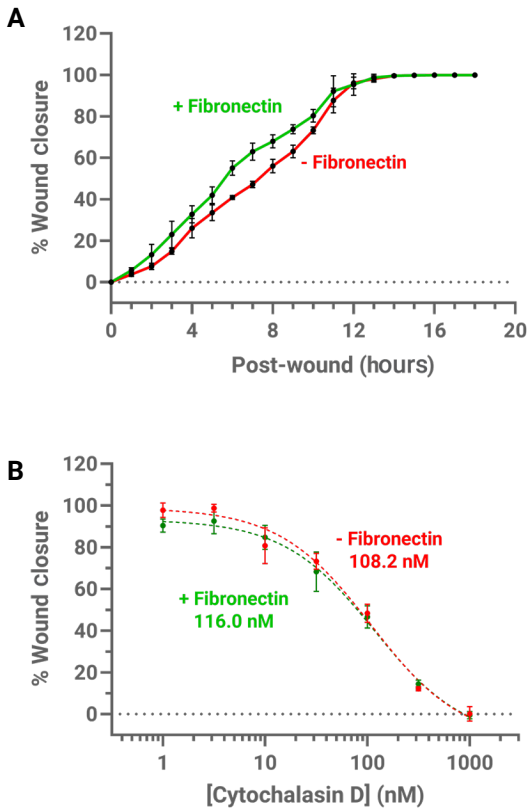 A
120
100
80
60
40
20
0
% Wound closure
+ Fibronectin
- Fibronectin
0 4 8 12 16 20
Post-wound (hours)
B
120
100
80
60
40
20
0
% Wound closure
- Fibronectin
108.2 nM
+ Fibronectin
116.0 nM
1 10 100 1000
[Cytochalasin D] (nM)